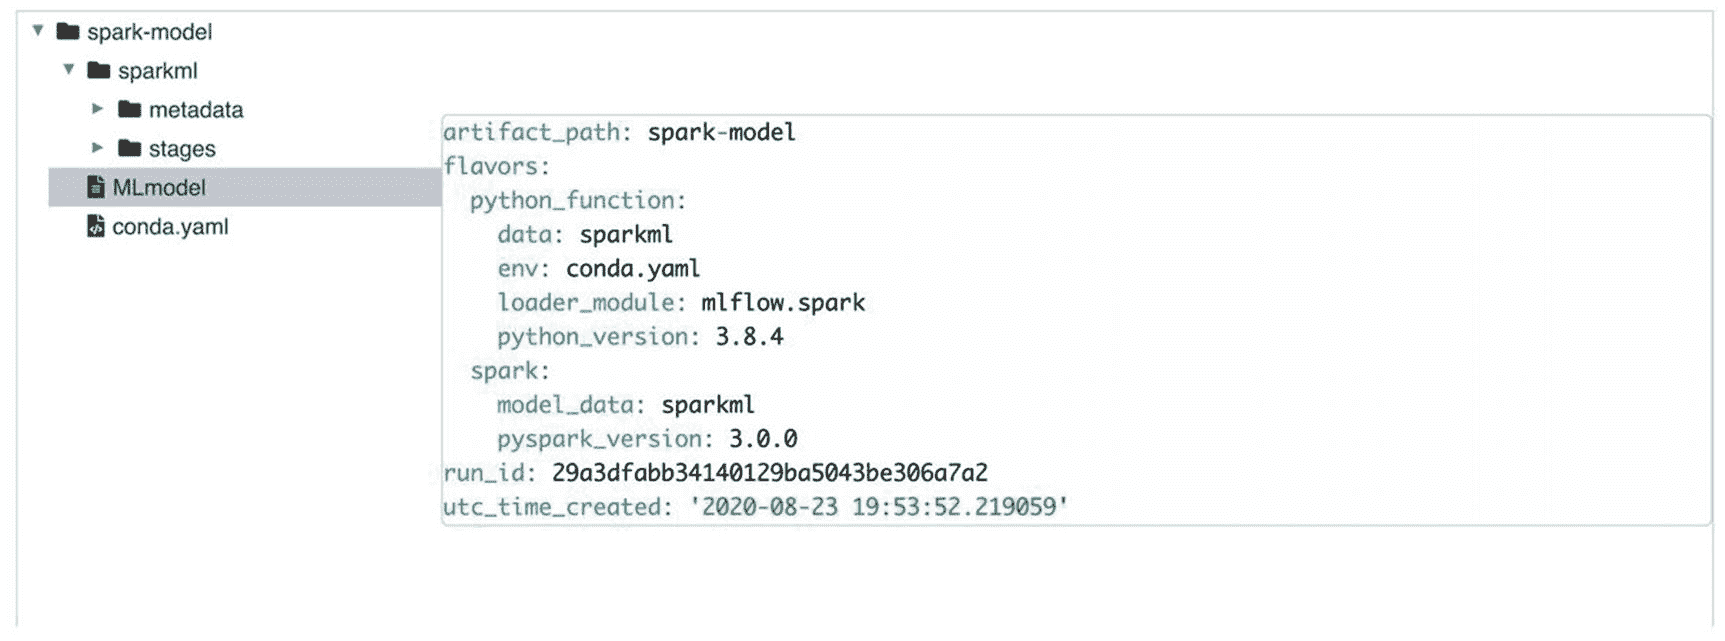 spark-model
sparkml
metadata
stages
MLmodel
conda.yaml
artifact_path: spark-model
flavors:
python_function:
data: sparkml
env: conda.yaml
loader_module: mlflow.spark
python_version: 3.8.4
spark:
model_data: sparkml
pyspark_version: 3.0.0
run_id: 29a3dfabb34140129ba5043be306a7a2
utc_time_created: '2020-08-23 19:53:52.219059'